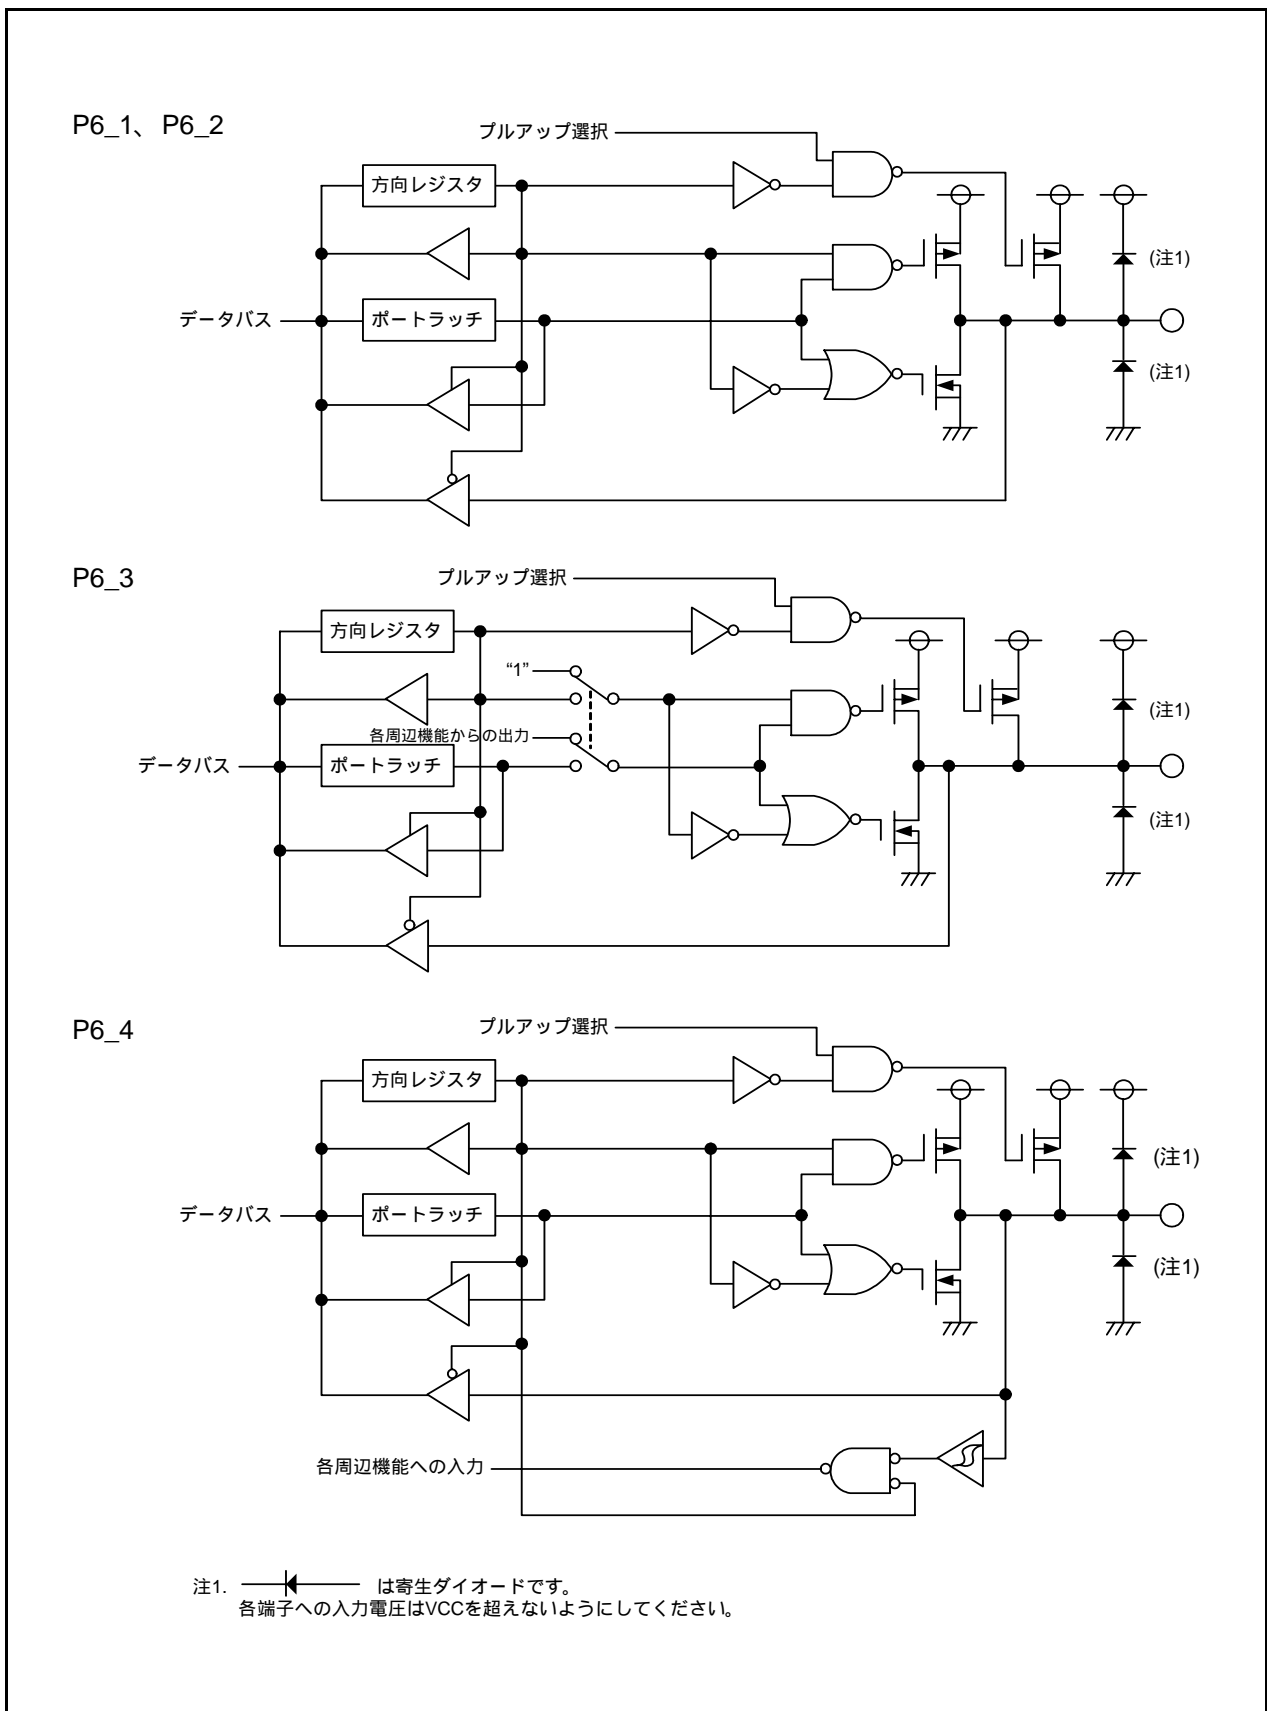 P6_1、 P6_2
プルアップ選択
方向レジスタ
(注1)
データバス
ポートラッチ
(注1)
P6_3
プルアップ選択
方向レジスタ
“1”
(注1)
各周辺機能からの出力
データバス
ポートラッチ
(注1)
P6_4
プルアップ選択
方向レジスタ
(注1)
データバス
ポートラッチ
(注1)
各周辺機能への入力
注1. は寄生ダイオードです。
各端子への入力電圧はVCCを超えないようにしてください。